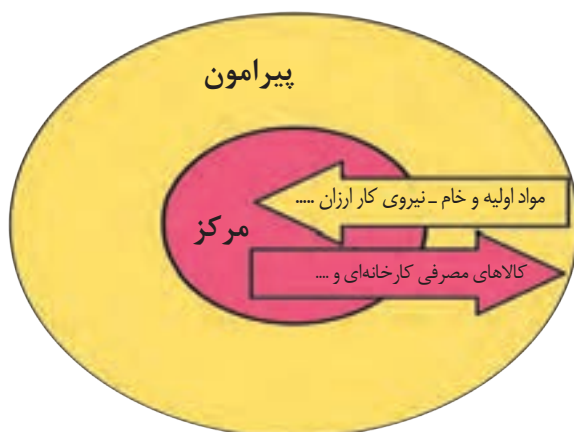 پیرامون
مواد اولیه و خام ـ نیروی کار ارزان .....
مرکز
کالاهای مصرفی کارخانه‌ای و ....